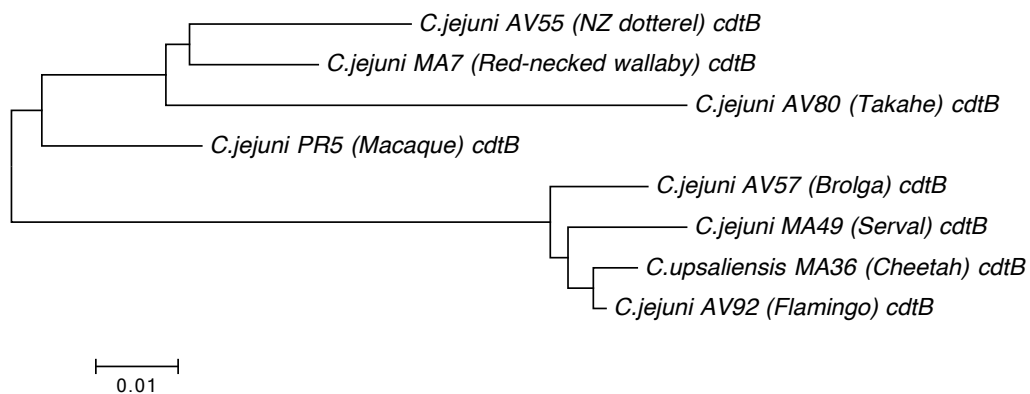 C.jejuni AV55 (NZ dotterel) cdtB
C.jejuni MA7 (Red-necked wallaby) cdtB
C.jejuni AV80 (Takahe) cdtB
C.jejuni PR5 (Macaque) cdtB
C.jejuni AV57 (Brolga) cdtB
C.jejuni MA49 (Serval) cdtB
C.upsaliensis MA36 (Cheetah) cdtB
C.jejuni AV92 (Flamingo) cdtB
0.01